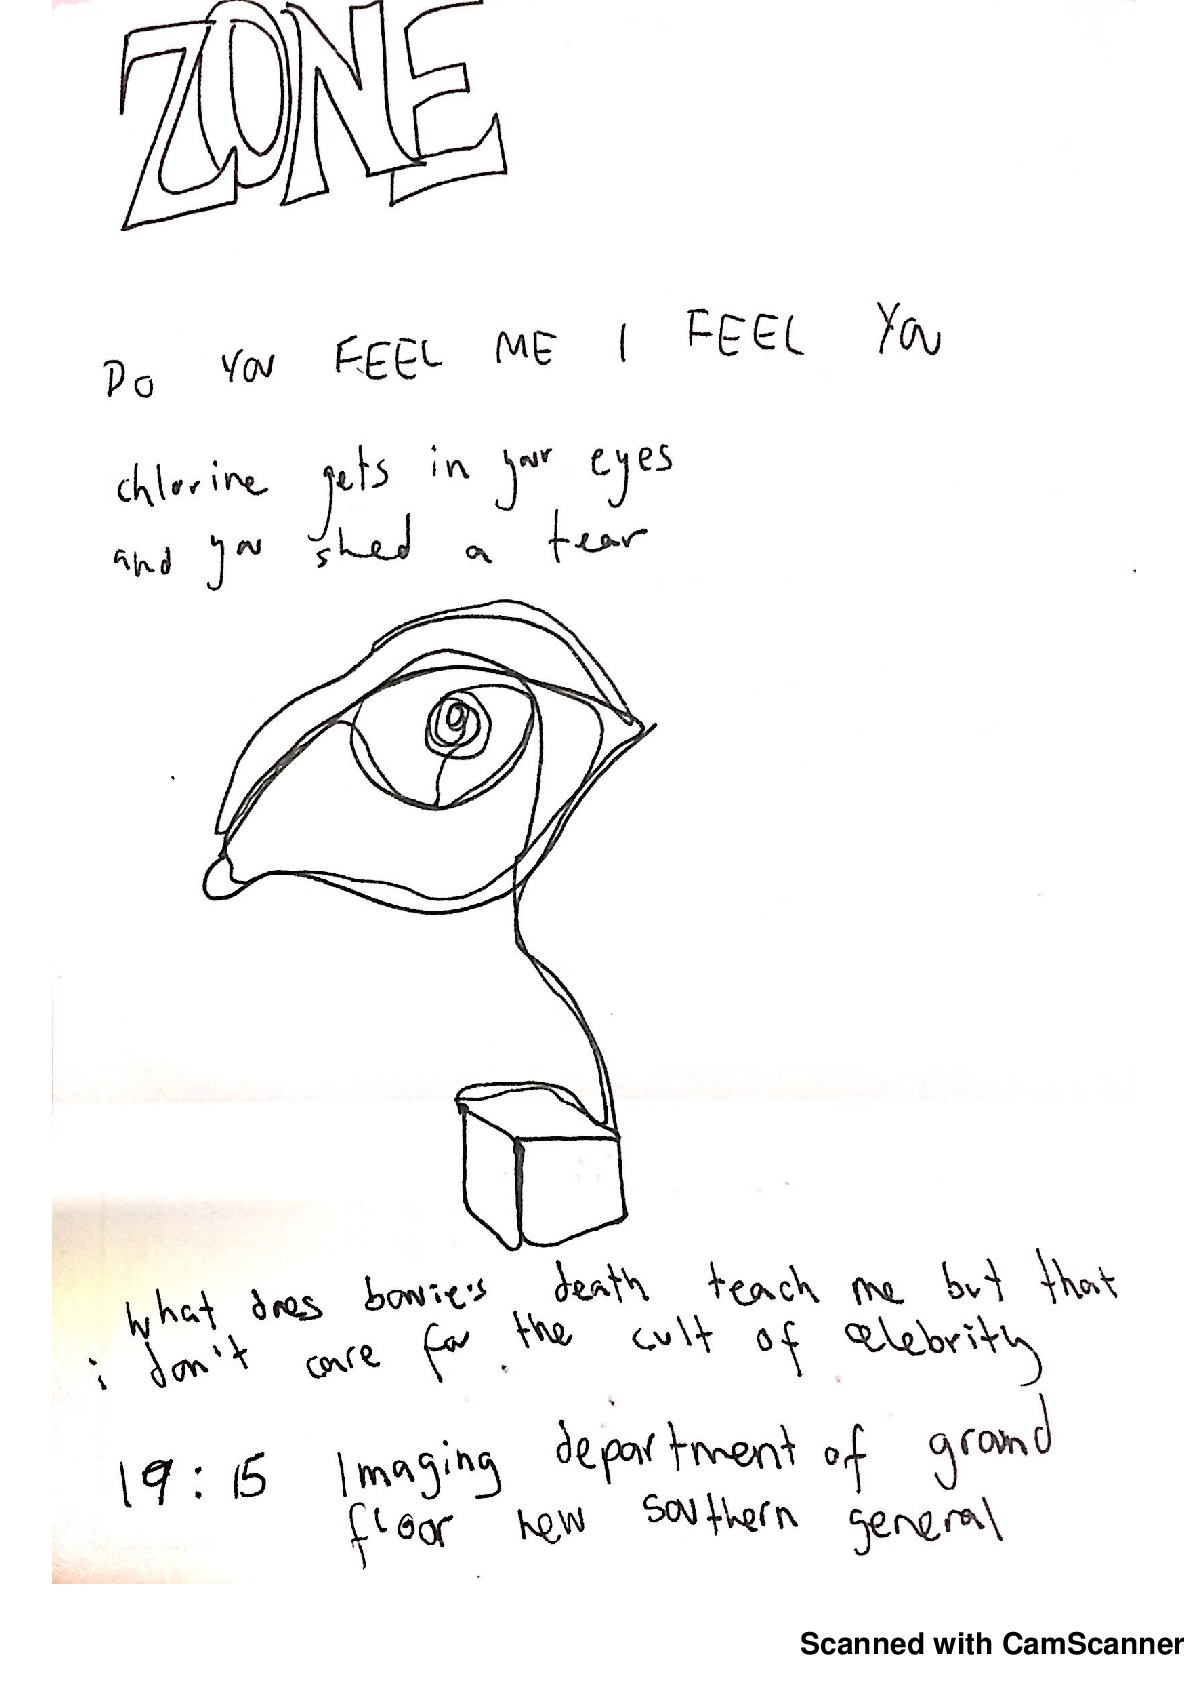 ZONE
DO YOU FEEL ME I FEEL YOU
chlorine gets in your eyes
and you shed a tear
What does bowie's death teach me but that
i don't care for the cult of celebrity
19:15 Imaging department of ground
floor new southern general
Scanned with CamScanner